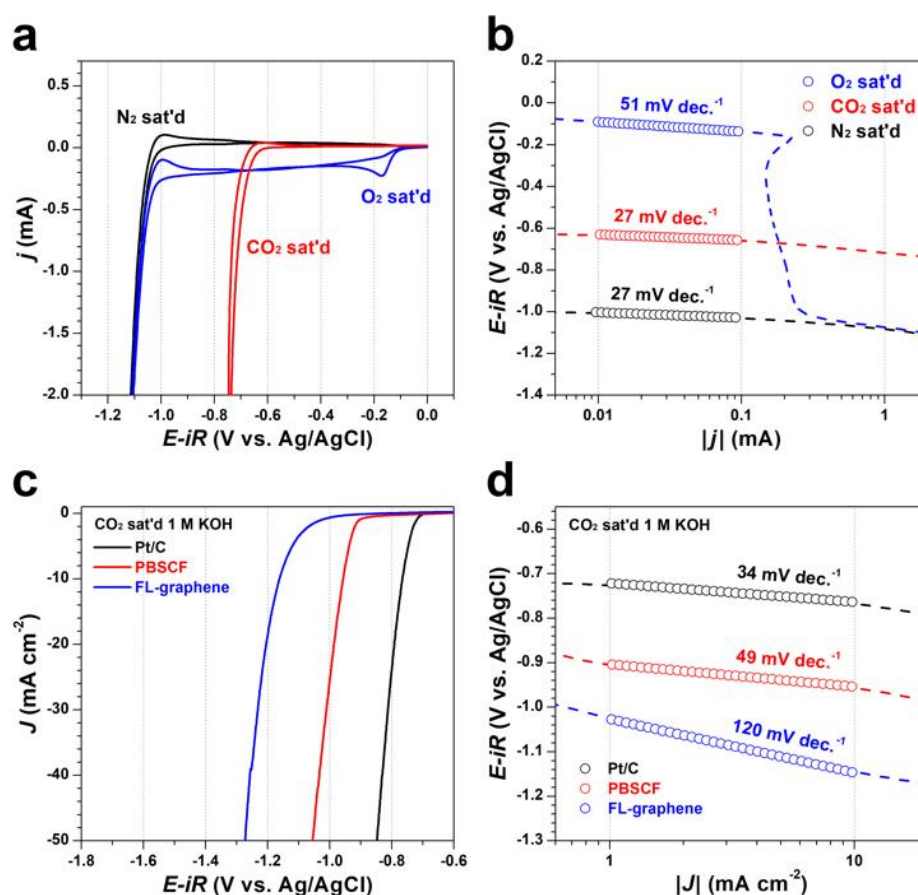 a
0.5
0.0
-0.5
-1.0
-1.5
-2.0
j (mA)
N2 sat'd
O2 sat'd
CO2 sat'd
-1.2 -1.0 -0.8 -0.6 -0.4 -0.2 0.0
E-iR (V vs. Ag/AgCl)
b
0.2
0.0
-0.2
-0.4
-0.6
-0.8
-1.0
-1.2
-1.4
E-iR (V vs. Ag/AgCl)
O2 sat'd
CO2 sat'd
N2 sat'd
51 mV dec.-1
27 mV dec.-1
27 mV dec.-1
0.01 0.1 1
|j| (mA)
c
0
-10
-20
-30
-40
-50
J (mA cm-2)
CO2 sat'd 1 M KOH
Pt/C
PBSCF
FL-graphene
-1.8 -1.6 -1.4 -1.2 -1.0 -0.8 -0.6
E-iR (V vs. Ag/AgCl)
d
-0.6
-0.7
-0.8
-0.9
-1.0
-1.1
-1.2
-1.3
E-iR (V vs. Ag/AgCl)
CO2 sat'd 1 M KOH
34 mV dec.-1
49 mV dec.-1
120 mV dec.-1
Pt/C
PBSCF
FL-graphene
1 10
|J| (mA cm-2)